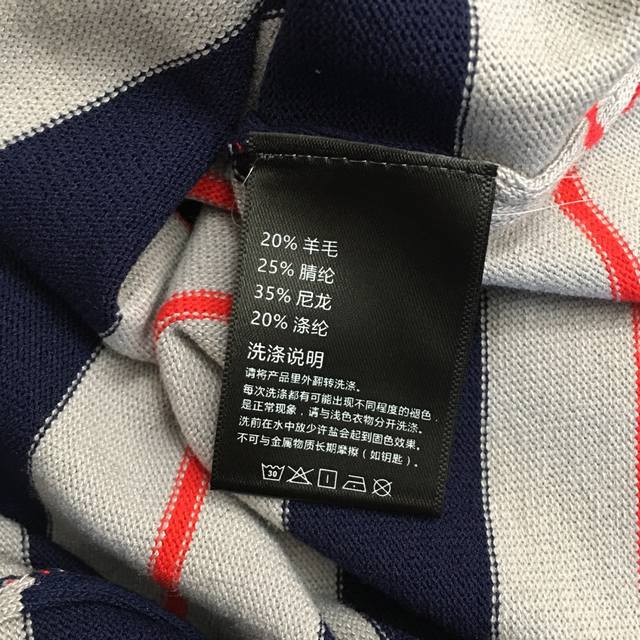 20% 羊毛
25% 腈纶
35% 尼龙
20% 涤纶
洗涤说明
请将产品里外翻转洗涤。
每次洗涤都有可能出现不同程度的褪色,
是正常现象，请与浅色衣物分开洗涤。
洗前在水中放少许盐会起到固色效果。
不可与金属物质长期摩擦（如钥匙）。
30